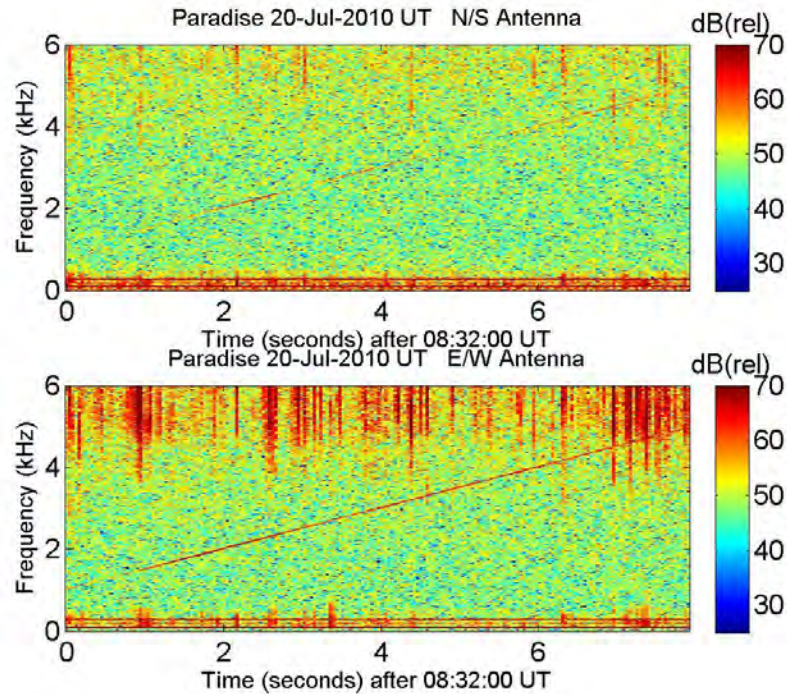 Paradise 20-Jul-2010 UT N/S Antenna
dB(rel)
Frequency (kHz)
6
4
2
0
0 2 4 6
Time (seconds) after 08:32:00 UT
70
60
50
40
30
Paradise 20-Jul-2010 UT E/W Antenna
dB(rel)
Frequency (kHz)
6
4
2
0
0 2 4 6
Time (seconds) after 08:32:00 UT
70
60
50
40
30